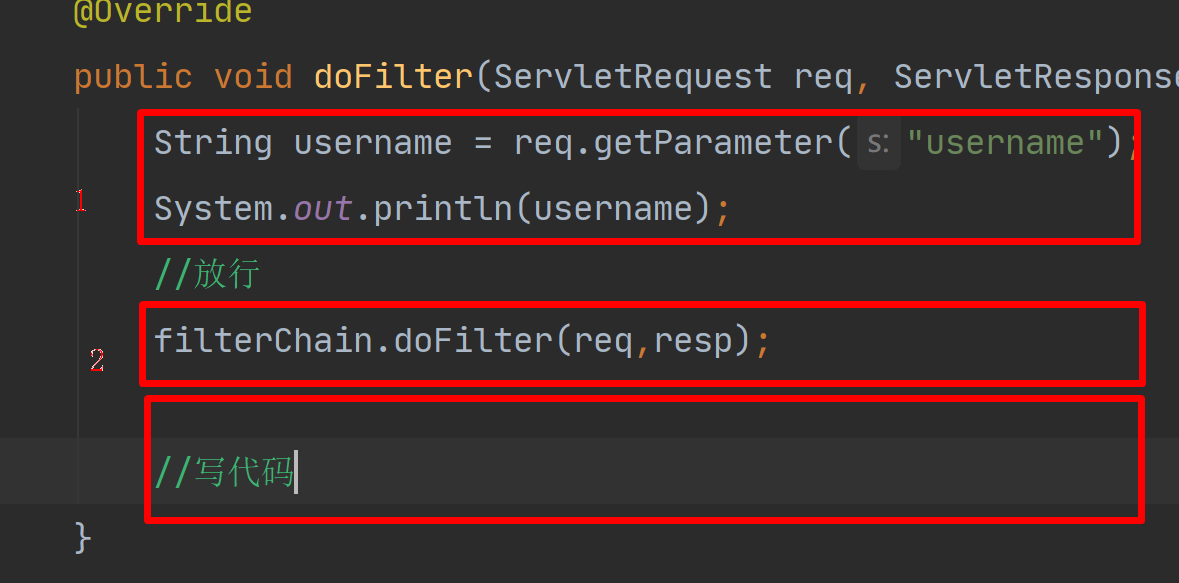 @Override
public void doFilter(ServletRequest req, ServletResponse
String username = req.getParameter( s: "username");
1
System.out.println(username);
//放行
filterChain.doFilter(req,resp);
2
//写代码
}